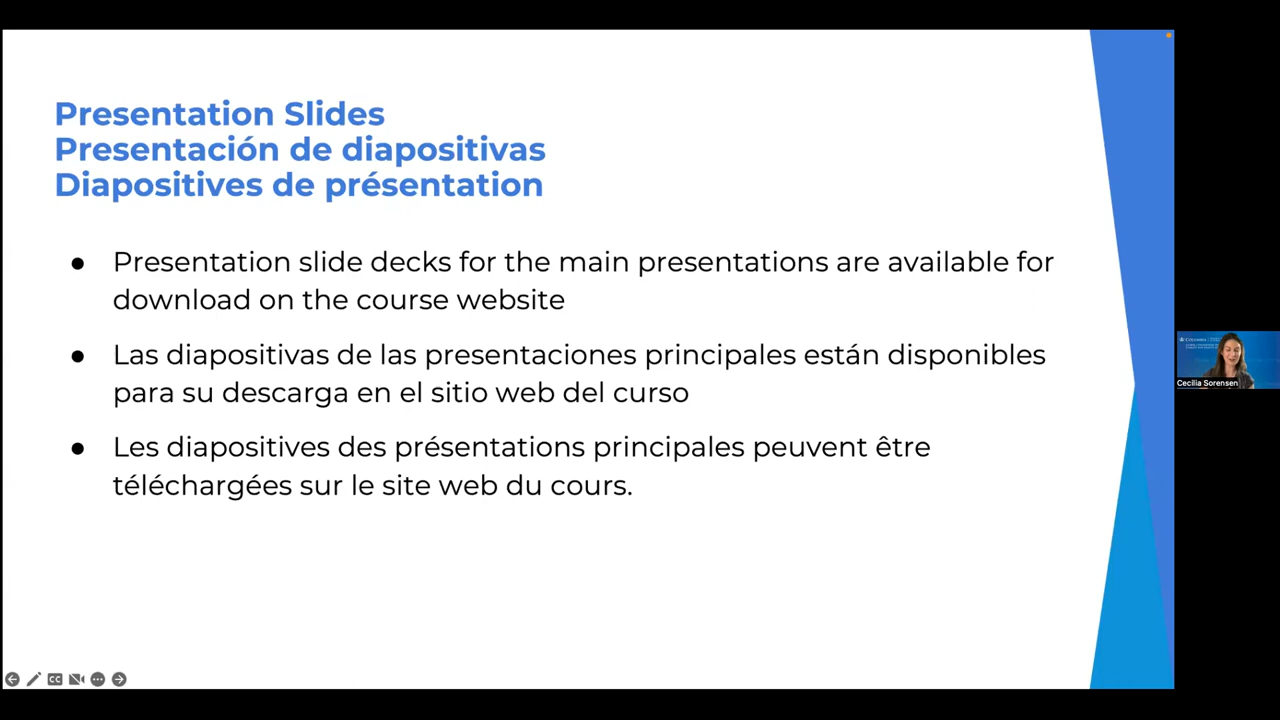 Presentation Slides
Presentación de diapositivas
Diapositives de présentation
● Presentation slide decks for the main presentations are available for
download on the course website
● Las diapositivas de las presentaciones principales están disponibles
para su descarga en el sitio web del curso
● Les diapositives des présentations principales peuvent être
téléchargées sur le site web du cours.
COLUMBIA
Cecilia Sorensen
CC